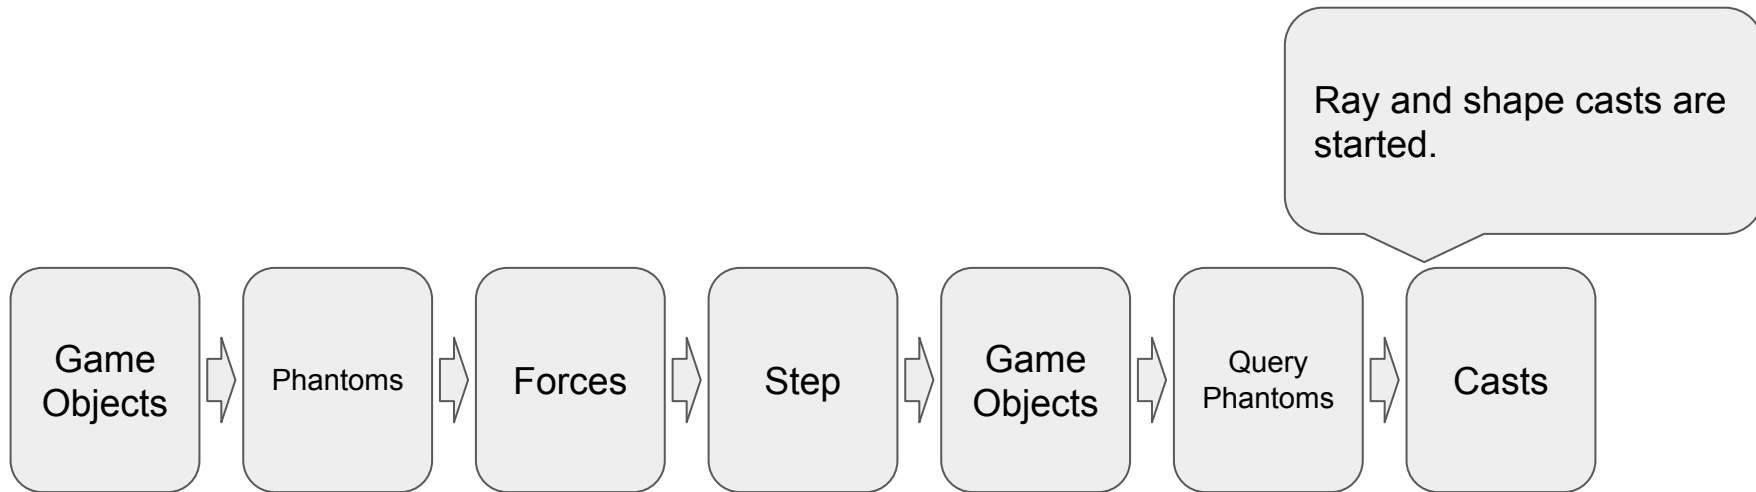 Ray and shape casts are
started.
Game
Objects
Phantoms
Forces
Step
Game
Objects
Query
Phantoms
Casts